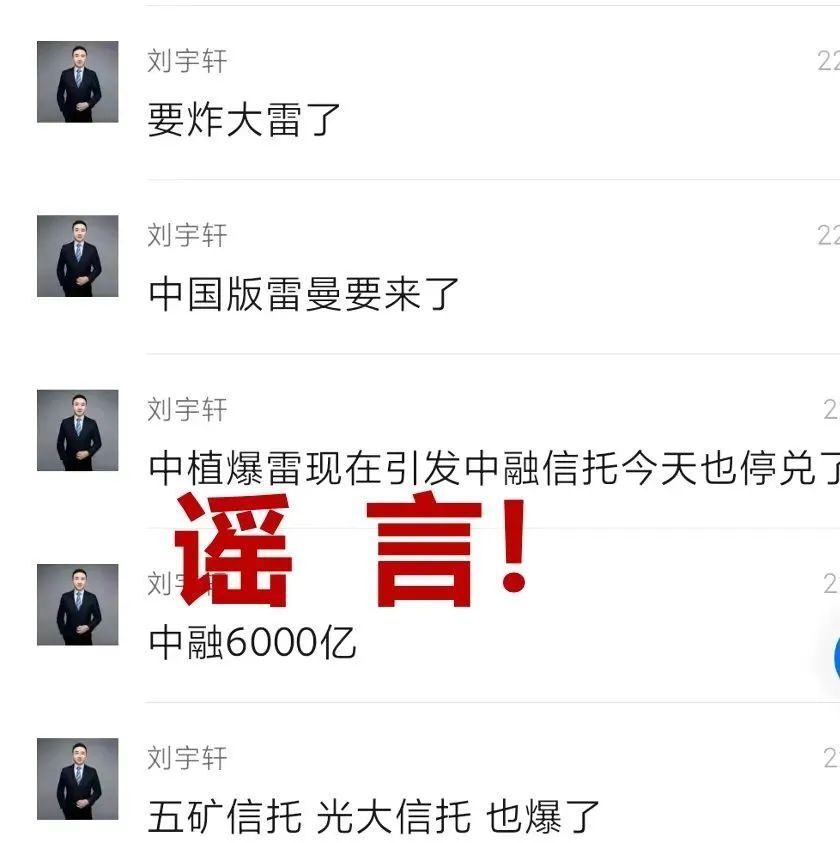 刘宇轩 22
要炸大雷了
刘宇轩 22
中国版雷曼要来了
刘宇轩 2
中植爆雷现在引发中融信托今天也停兑了
谣 言!
刘宇轩 2
中融6000亿
刘宇轩 2
五矿信托 光大信托 也爆了